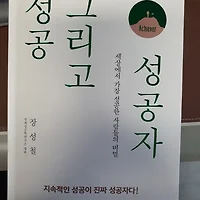 성공
그리고
성공자
Achiever
세상에서 가장 성공한 사람들의 비밀
장성철
지속적인 성공이 진짜 성공자다!